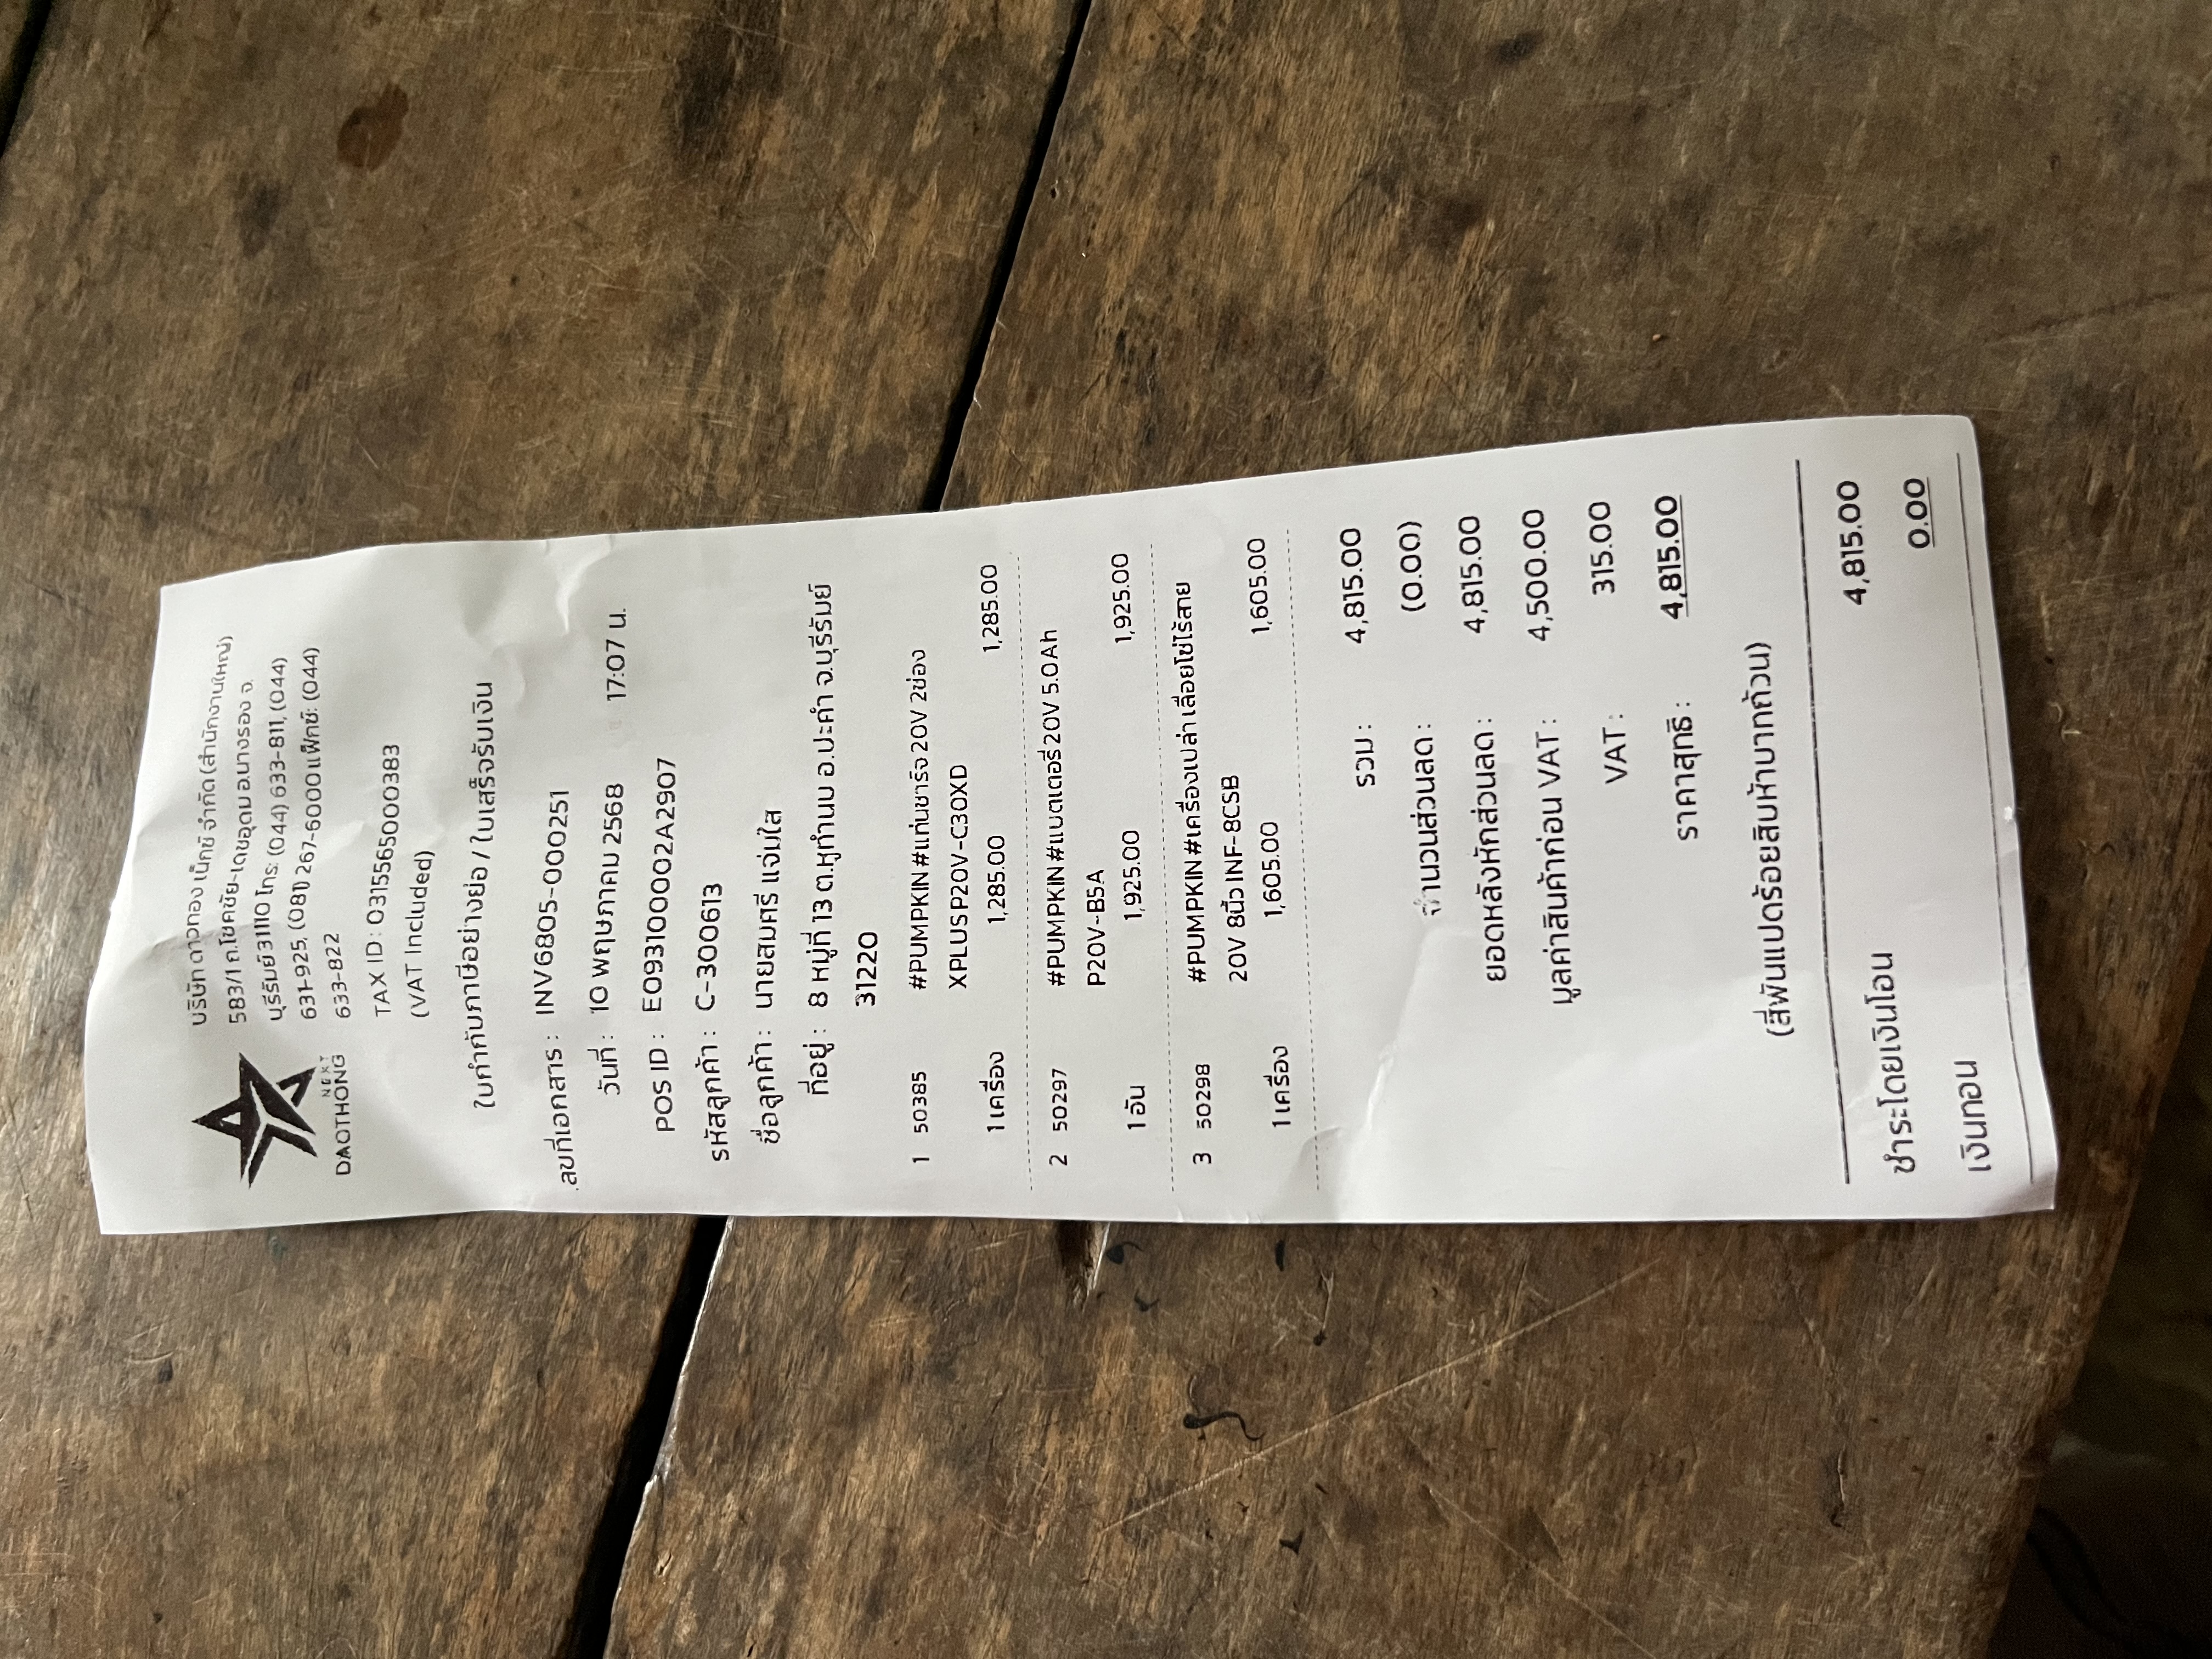 NEXT
DAOTHONG
บริษัท ดาวทอง เน็กซ์ จำกัด (สำนักงานใหญ่)
583/1 ถ.โชคชัย-เดชอุดม อ.นางรอง จ.
บุรีรัมย์ 31110 โทร: (044) 633-811, (044)
631-925, (081) 267-6000 แฟ็กซ์: (044)
633-822
TAX ID : 0315565000383
(VAT Included)
ใบกำกับภาษีอย่างย่อ / ใบเสร็จรับเงิน
เลขที่เอกสาร : INV6805-000251
วันที่ : 10 พฤษภาคม 2568 17:07 น.
POS ID : E093100002A2907
รหัสลูกค้า : C-300613
ชื่อลูกค้า : นายสมศรี แจ่มใส
ที่อยู่ : 8 หมู่ที่ 13 ต.หูทำนบ อ.ปะคำ จ.บุรีรัมย์
31220
1 50385 #PUMPKIN#แท่นชาร์จ 20V 2ช่อง
XPLUS P20V-C30XD
1 เครื่อง 1,285.00 1,285.00
2 50297 #PUMPKIN#แบตเตอรี่ 20V 5.0Ah
P20V-B5A
1 อัน 1,925.00 1,925.00
3 50298 #PUMPKIN#เครื่องเปล่า เลื่อยโซ่ไร้สาย
20V 8นิ้ว INF-8CSB
1 เครื่อง 1,605.00 1,605.00
รวม : 4,815.00
จำนวนส่วนลด : (0.00)
ยอดหลังหักส่วนลด : 4,815.00
มูลค่าสินค้าก่อน VAT : 4,500.00
VAT : 315.00
ราคาสุทธิ : 4,815.00
(สี่พันแปดร้อยสิบห้าบาทถ้วน)
ชำระโดยเงินโอน 4,815.00
เงินทอน 0.00